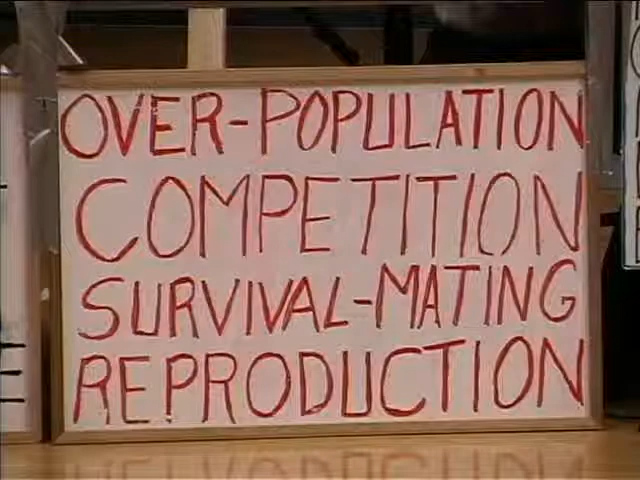 OVER-POPULATION
COMPETITION
SURVIVAL-MATING
REPRODUCTION